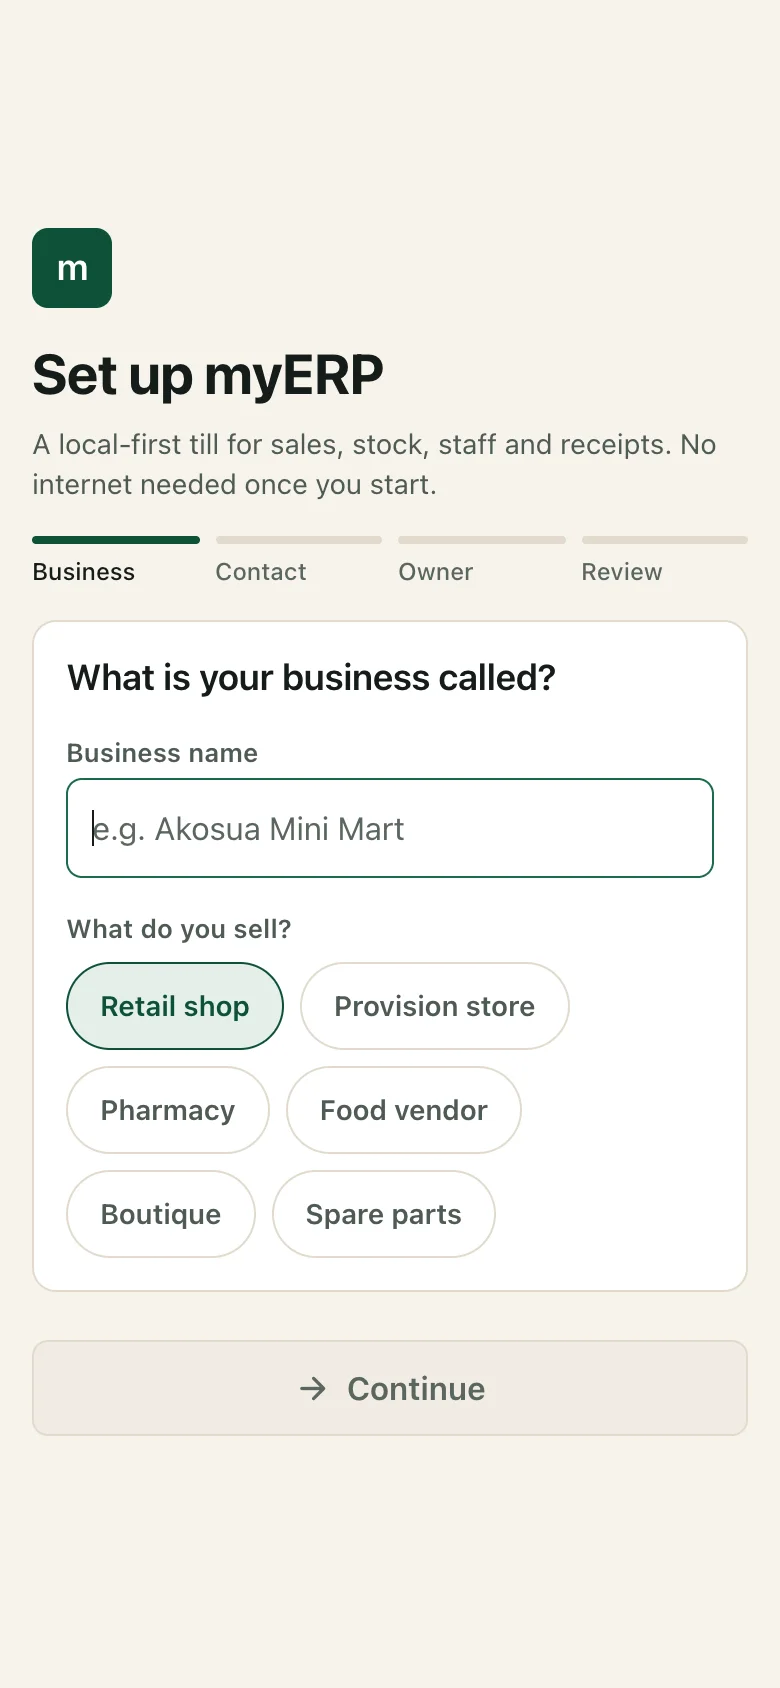 m
Set up myERP
A local-first till for sales, stock, staff and receipts. No
internet needed once you start.
Business Contact Owner Review
What is your business called?
Business name
e.g. Akosua Mini Mart
What do you sell?
Retail shop Provision store
Pharmacy Food vendor
Boutique Spare parts
→ Continue